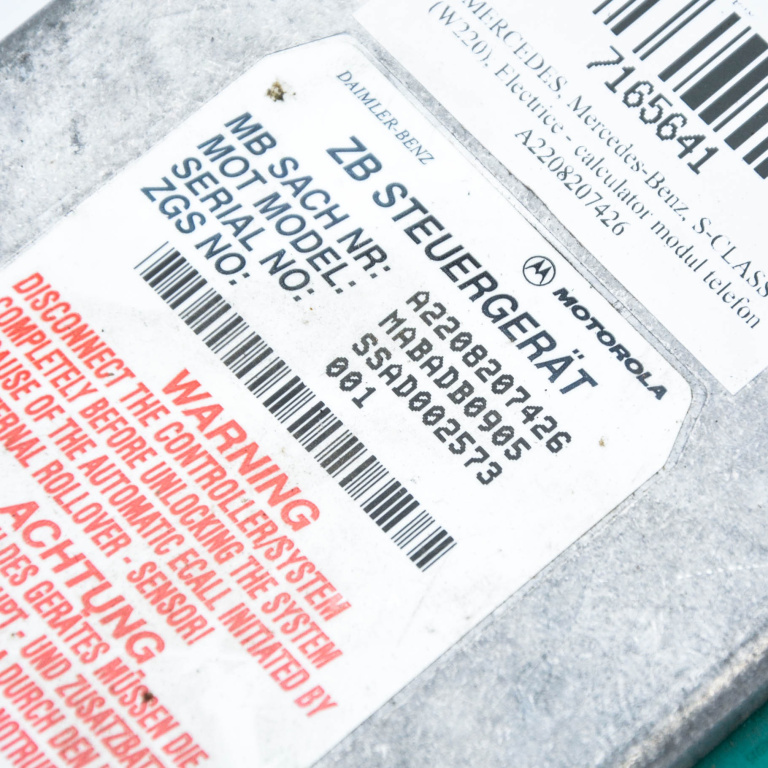 7165641
MERCEDES, Mercedes-Benz, S-CLASS
(W220), Electrice - calculator modul telefon
A2208207426
DAIMLER-BENZ
MOTOROLA
ZB STEUERGERÄT
MB SACH NR: A2208207426
MOT MODEL: MABADB0905
SERIAL NO: SSAD002573
ZGS NO: 001
WARNING
DISCONNECT THE CONTROLLER/SYSTEM
COMPLETELY BEFORE UNLOCKING THE SYSTEM
OF THE AUTOMATIC ECALL INITIATED BY
ROLLOVER - SENSOR!
ACHTUNG
DES GERÄTES MÜSSEN DIE
UND ZUSATZBAT
DURCH DEN